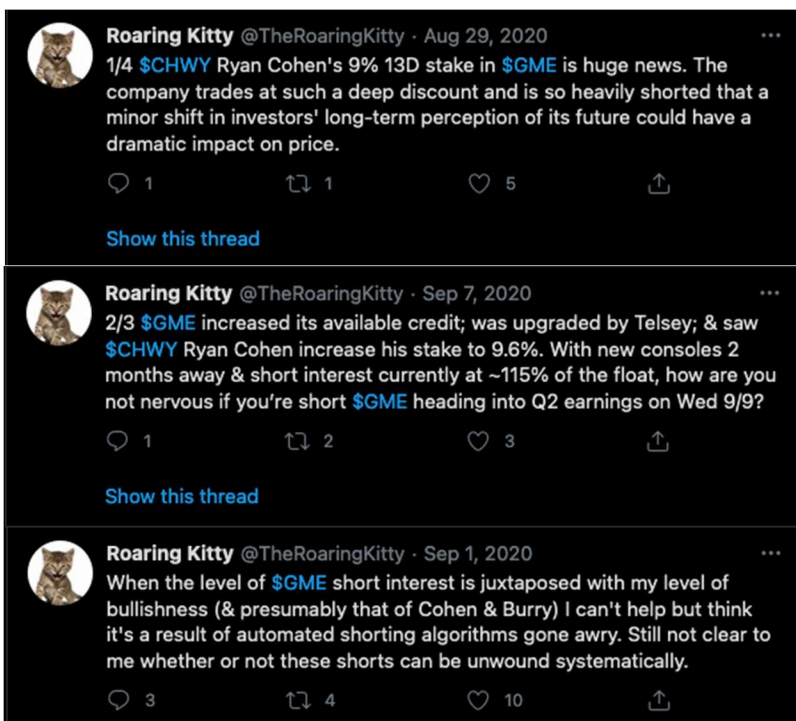 Roaring Kitty @TheRoaringKitty · Aug 29, 2020
1/4 $CHWY Ryan Cohen's 9% 13D stake in $GME is huge news. The
company trades at such a deep discount and is so heavily shorted that a
minor shift in investors' long-term perception of its future could have a
dramatic impact on price.
1 1 5
Show this thread
Roaring Kitty @TheRoaringKitty · Sep 7, 2020
2/3 $GME increased its available credit; was upgraded by Telsey; & saw
$CHWY Ryan Cohen increase his stake to 9.6%. With new consoles 2
months away & short interest currently at ~115% of the float, how are you
not nervous if you're short $GME heading into Q2 earnings on Wed 9/9?
1 2 3
Show this thread
Roaring Kitty @TheRoaringKitty · Sep 1, 2020
When the level of $GME short interest is juxtaposed with my level of
bullishness (& presumably that of Cohen & Burry) I can't help but think
it's a result of automated shorting algorithms gone awry. Still not clear to
me whether or not these shorts can be unwound systematically.
3 4 10